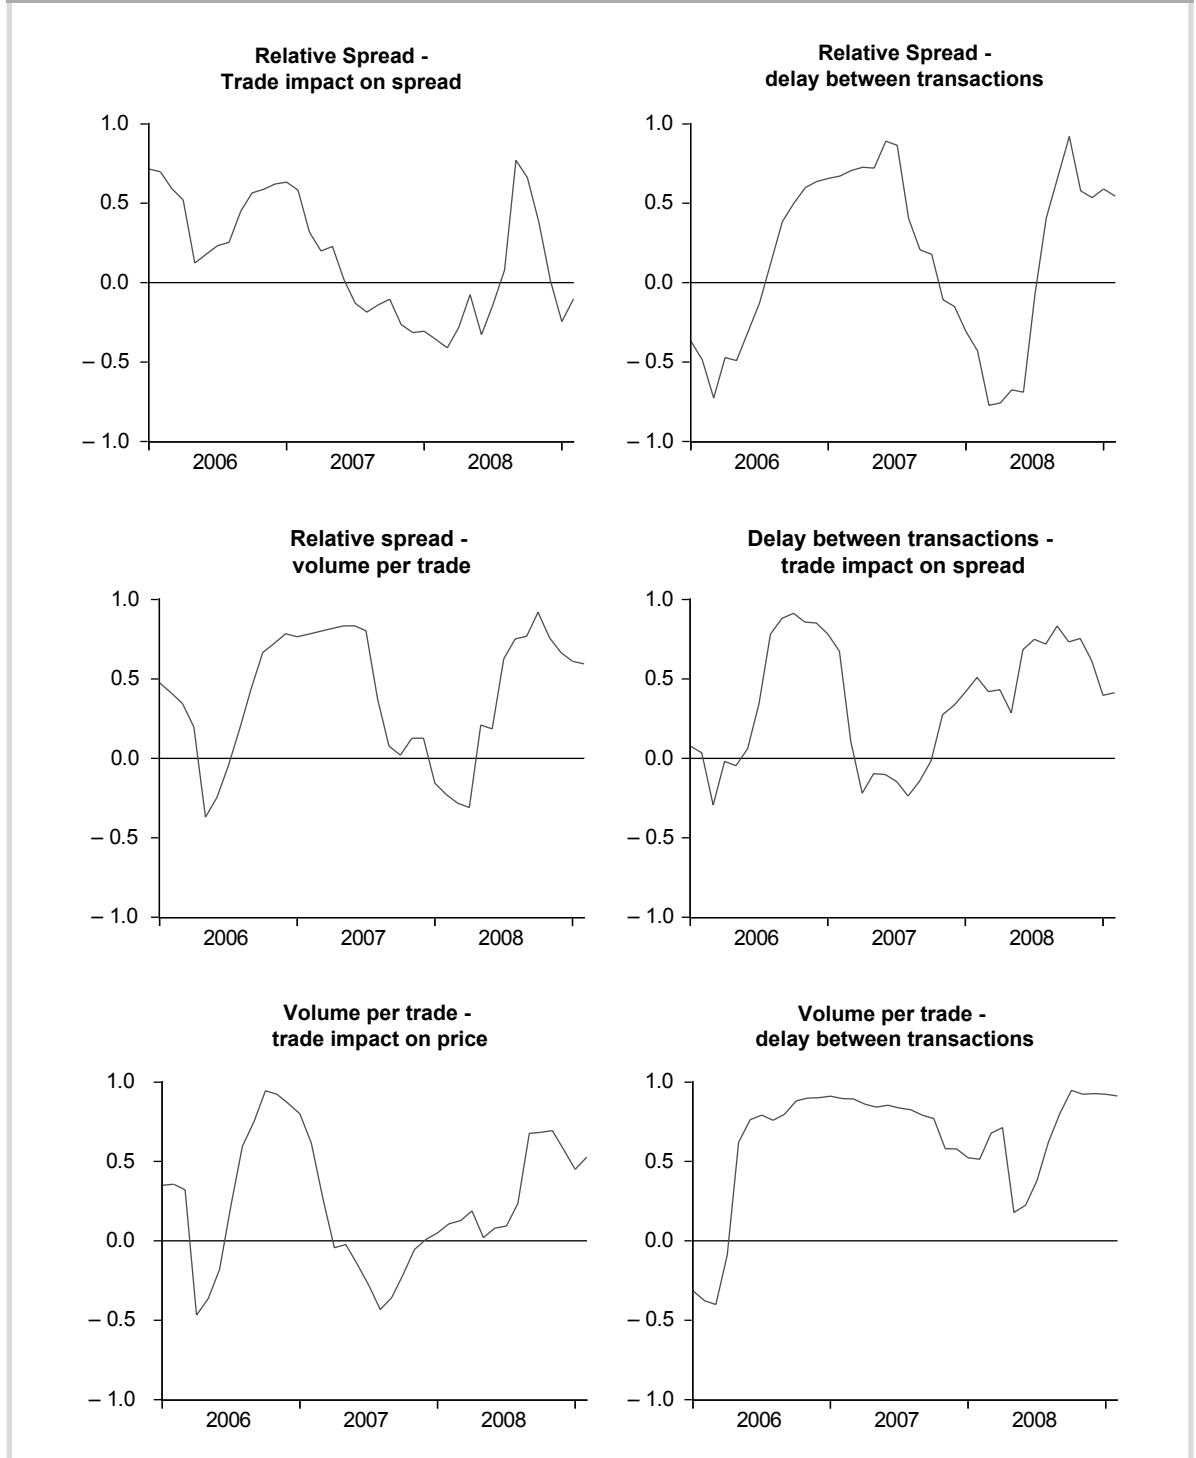 Relative Spread -
Trade impact on spread
1.0
0.5
0.0
– 0.5
– 1.0
2006 2007 2008
Relative Spread -
delay between transactions
1.0
0.5
0.0
– 0.5
– 1.0
2006 2007 2008
Relative spread -
volume per trade
1.0
0.5
0.0
– 0.5
– 1.0
2006 2007 2008
Delay between transactions -
trade impact on spread
1.0
0.5
0.0
– 0.5
– 1.0
2006 2007 2008
Volume per trade -
trade impact on price
1.0
0.5
0.0
– 0.5
– 1.0
2006 2007 2008
Volume per trade -
delay between transactions
1.0
0.5
0.0
– 0.5
– 1.0
2006 2007 2008